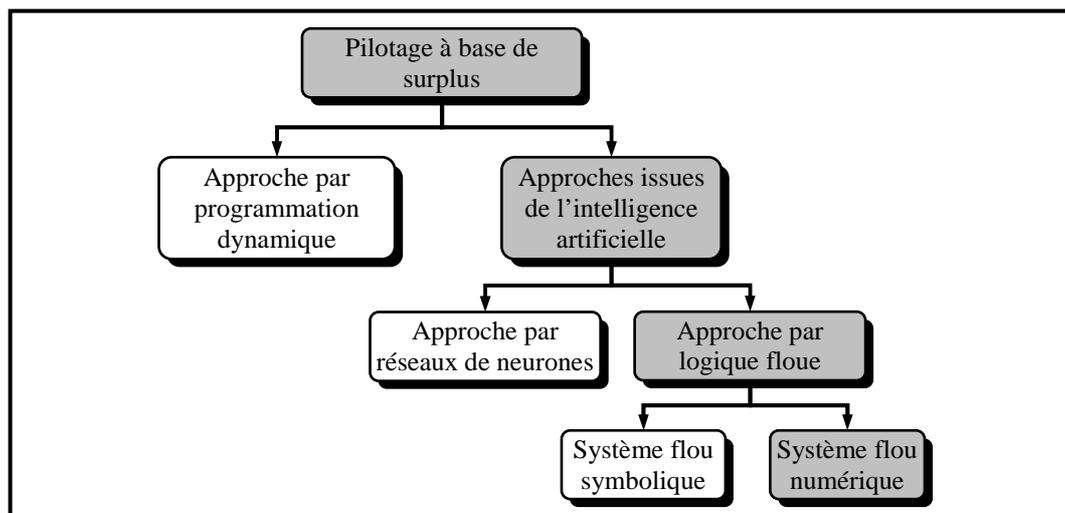 Pilotage à base de
surplus
Approche par
programmation
dynamique
Approches issues
de l’intelligence
artificielle
Approche par
réseaux de neurones
Approche par
logique floue
Système flou
symbolique
Système flou
numérique